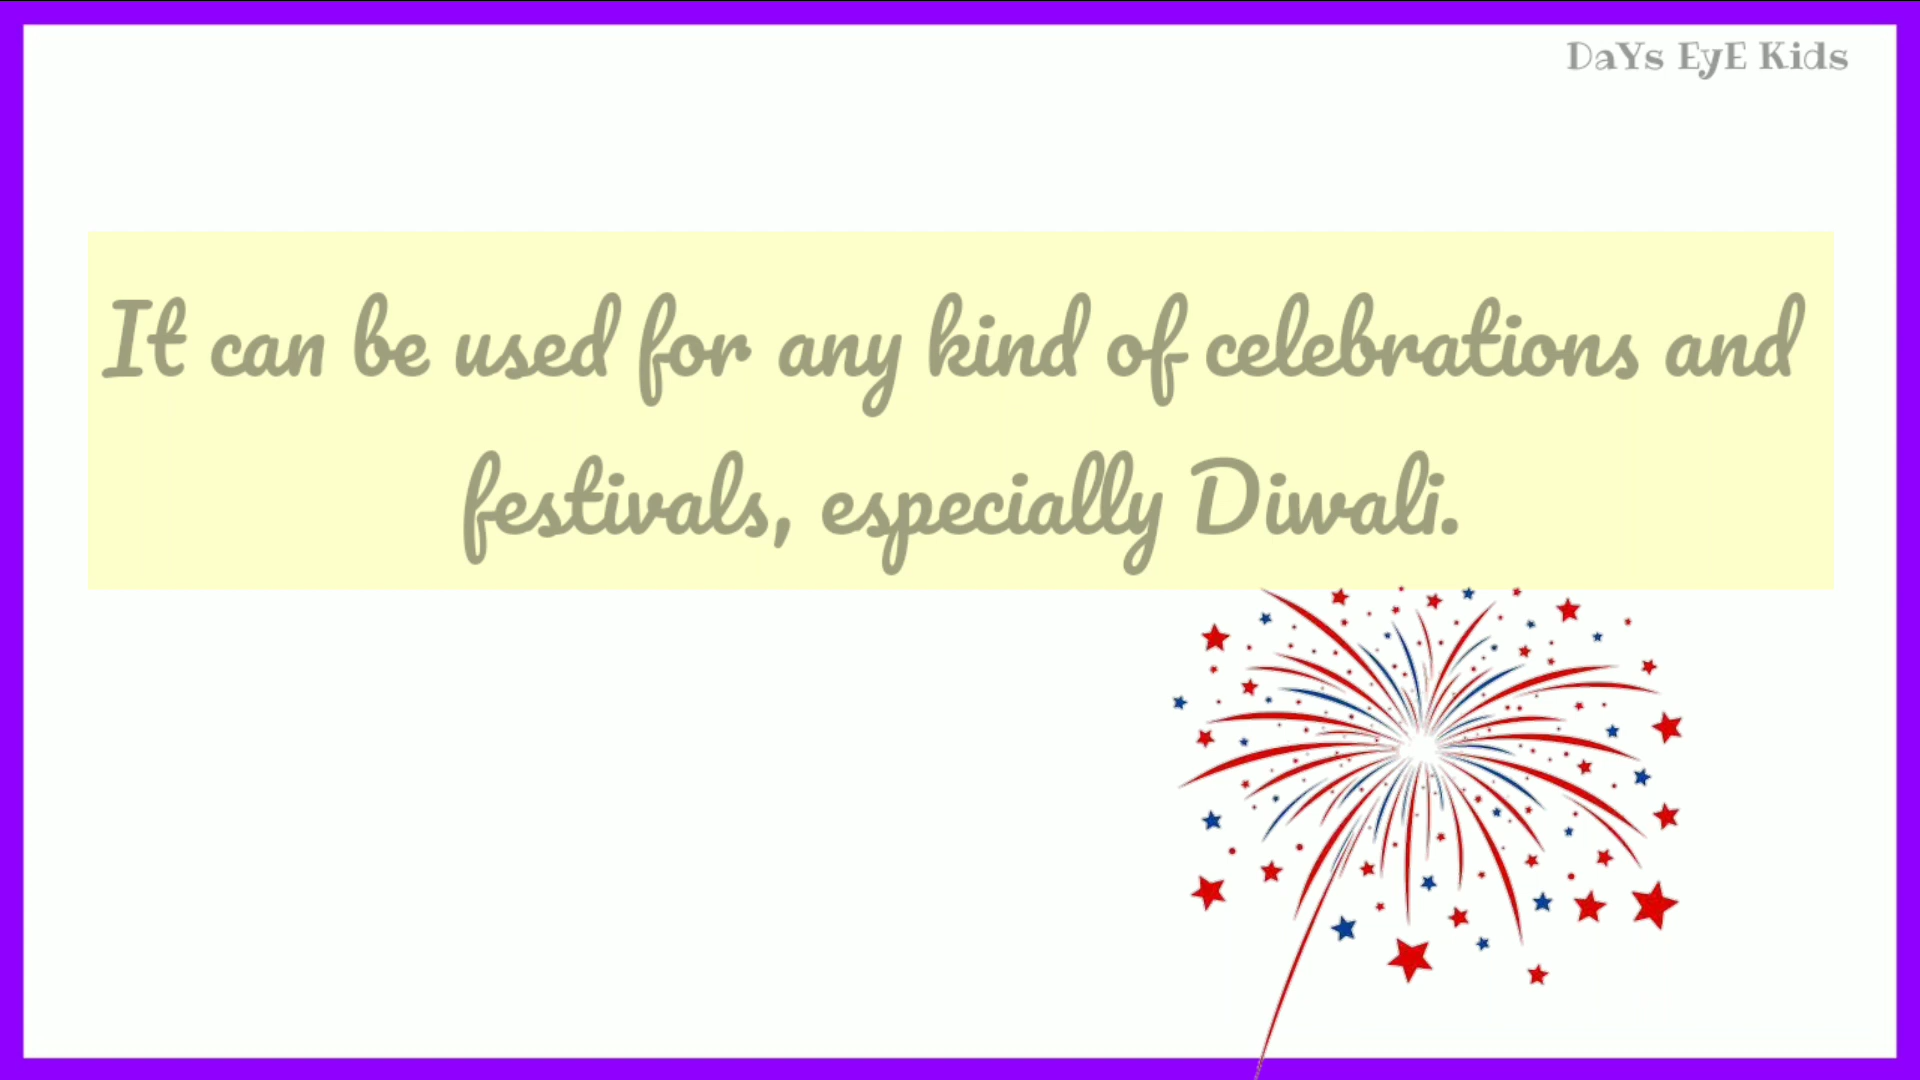 DaYs EyE Kids
It can be used for any kind of celebrations and
festivals, especially Diwali.